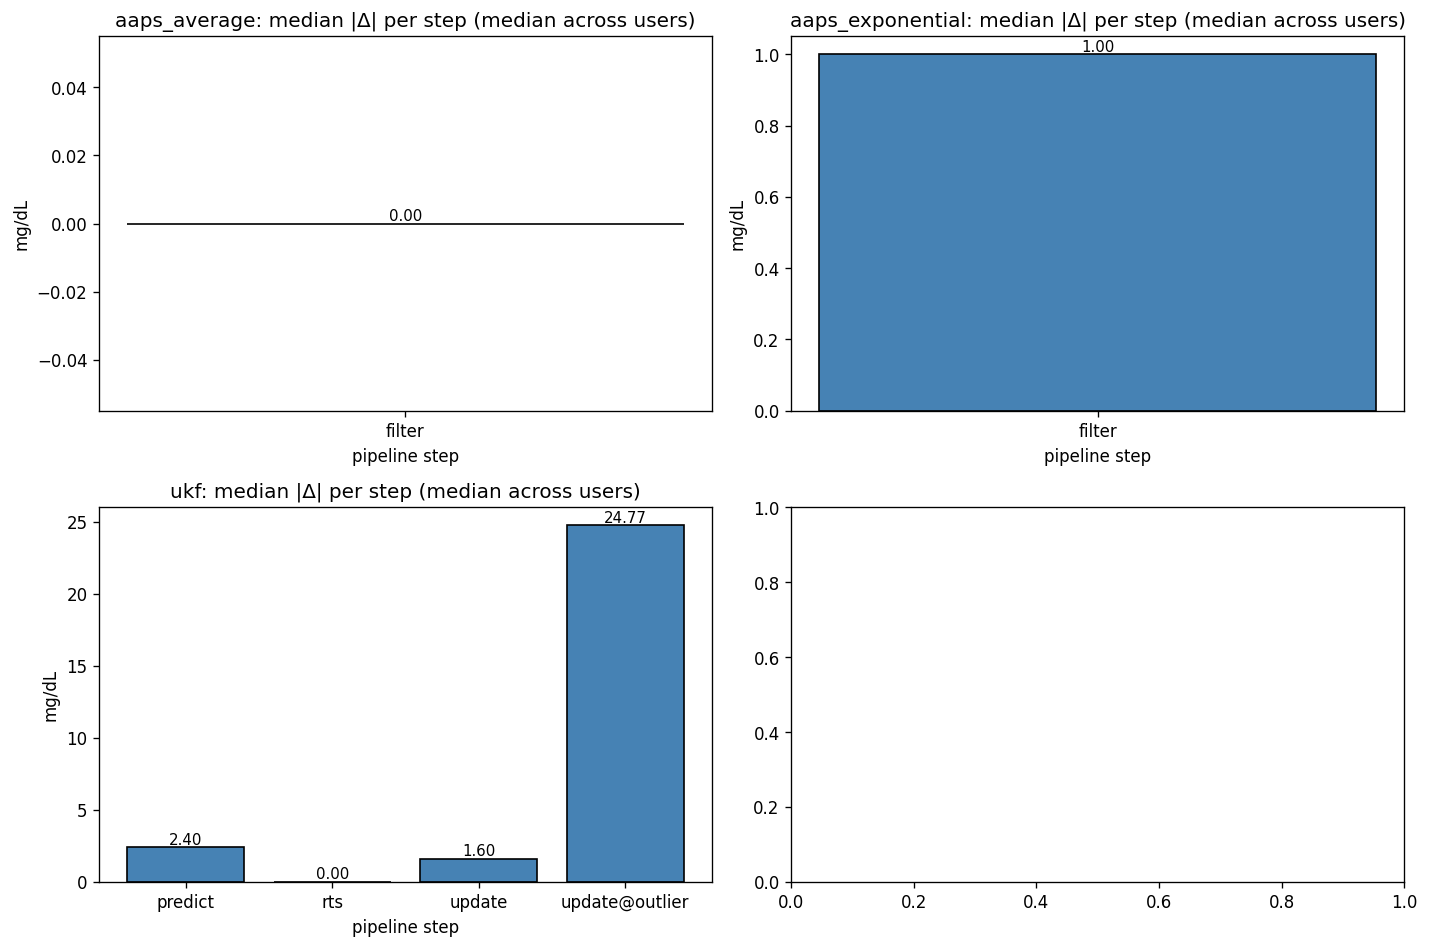 aaps_average: median |Δ| per step (median across users)
0.04
0.02
0.00
−0.02
−0.04
mg/dL
0.00
filter
pipeline step
aaps_exponential: median |Δ| per step (median across users)
1.0
0.8
0.6
0.4
0.2
0.0
mg/dL
1.00
filter
pipeline step
ukf: median |Δ| per step (median across users)
25
20
15
10
5
0
mg/dL
2.40
0.00
1.60
24.77
predict rts update update@outlier
pipeline step
1.0
0.8
0.6
0.4
0.2
0.0
0.0 0.2 0.4 0.6 0.8 1.0